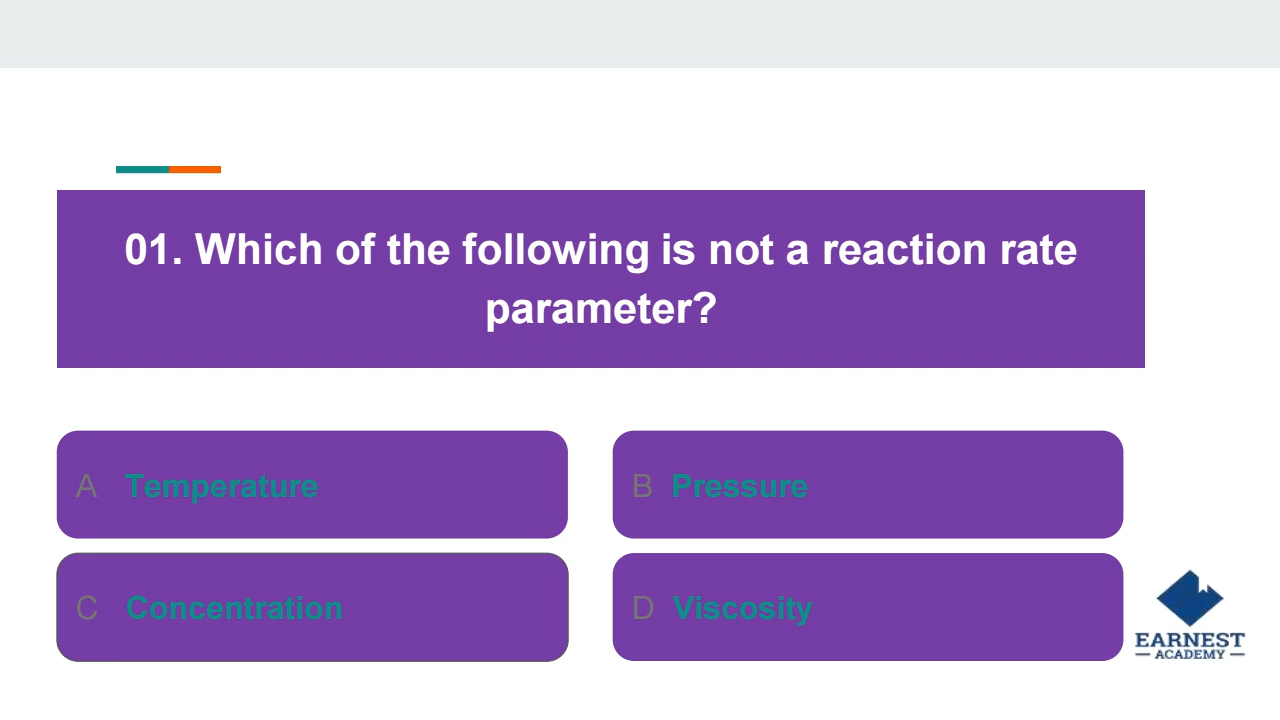 01. Which of the following is not a reaction rate
parameter?
A Temperature
B Pressure
C Concentration
D Viscosity
EARNEST
ACADEMY